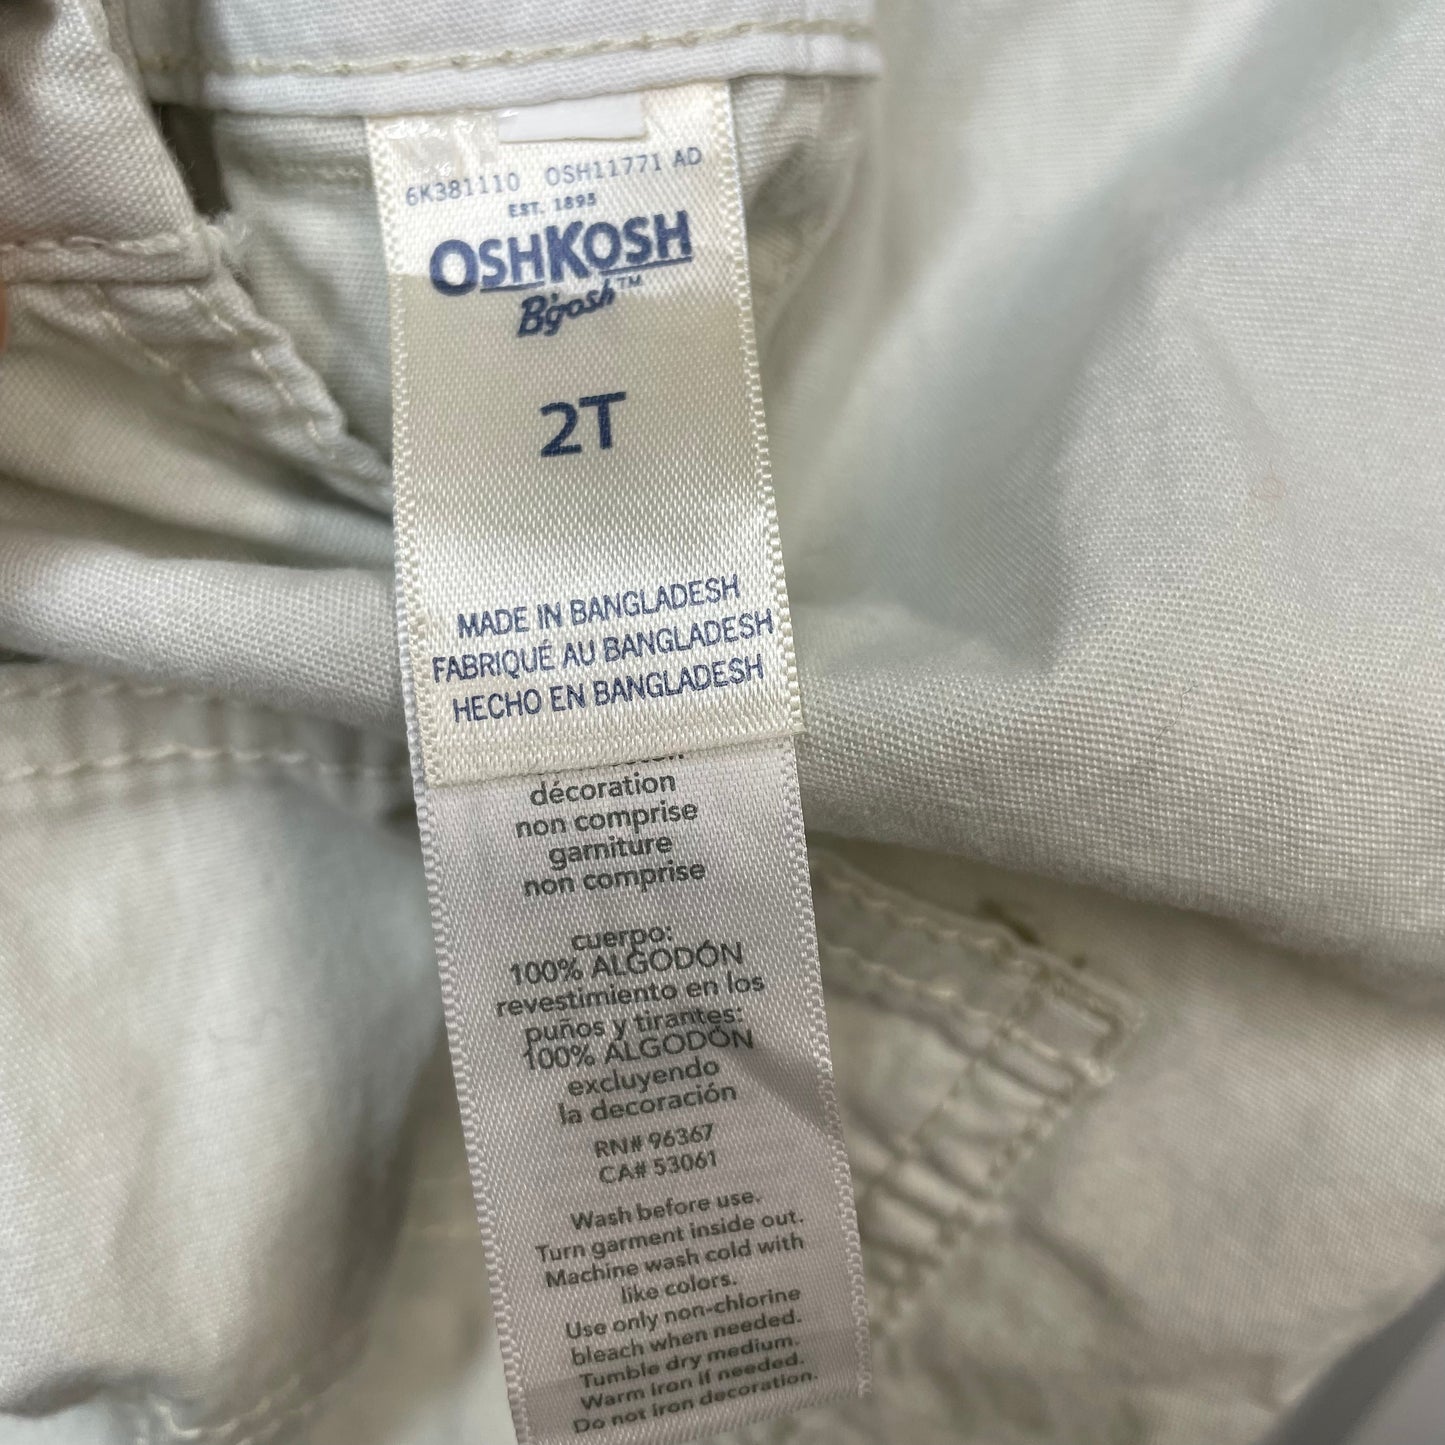 6K381110 OSH11771 AD
EST. 1895
OSHKOSH
B'gosh™
2T
MADE IN BANGLADESH
FABRIQUÉ AU BANGLADESH
HECHO EN BANGLADESH
décoration
non comprise
garniture
non comprise
cuerpo:
100% ALGODÓN
revestimiento en los
puños y tirantes:
100% ALGODÓN
excluyendo
la decoración
RN# 96367
CA# 53061
Wash before use.
Turn garment inside out.
Machine wash cold with
like colors.
Use only non-chlorine
bleach when needed.
Tumble dry medium.
Warm iron if needed.
Do not iron decoration.